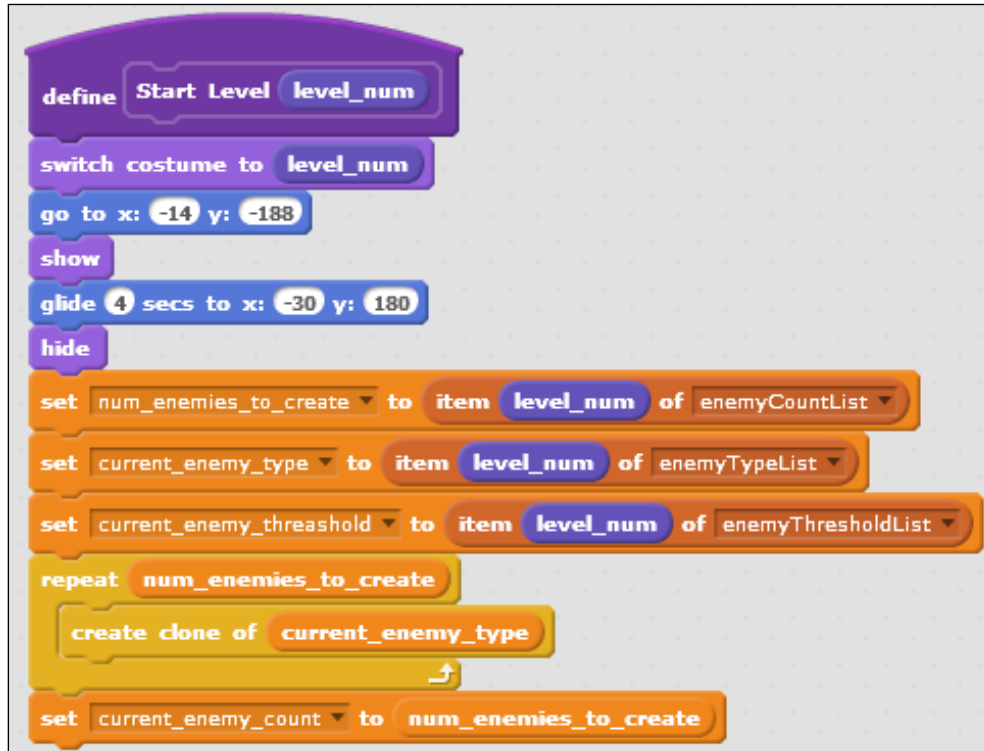 define Start Level level_num
switch costume to level_num
go to x: -14 y: -188
show
glide 4 secs to x: -30 y: 180
hide
set num_enemies_to_create to item level_num of enemyCountList
set current_enemy_type to item level_num of enemyTypeList
set current_enemy_threashold to item level_num of enemyThresholdList
repeat num_enemies_to_create
create clone of current_enemy_type
set current_enemy_count to num_enemies_to_create